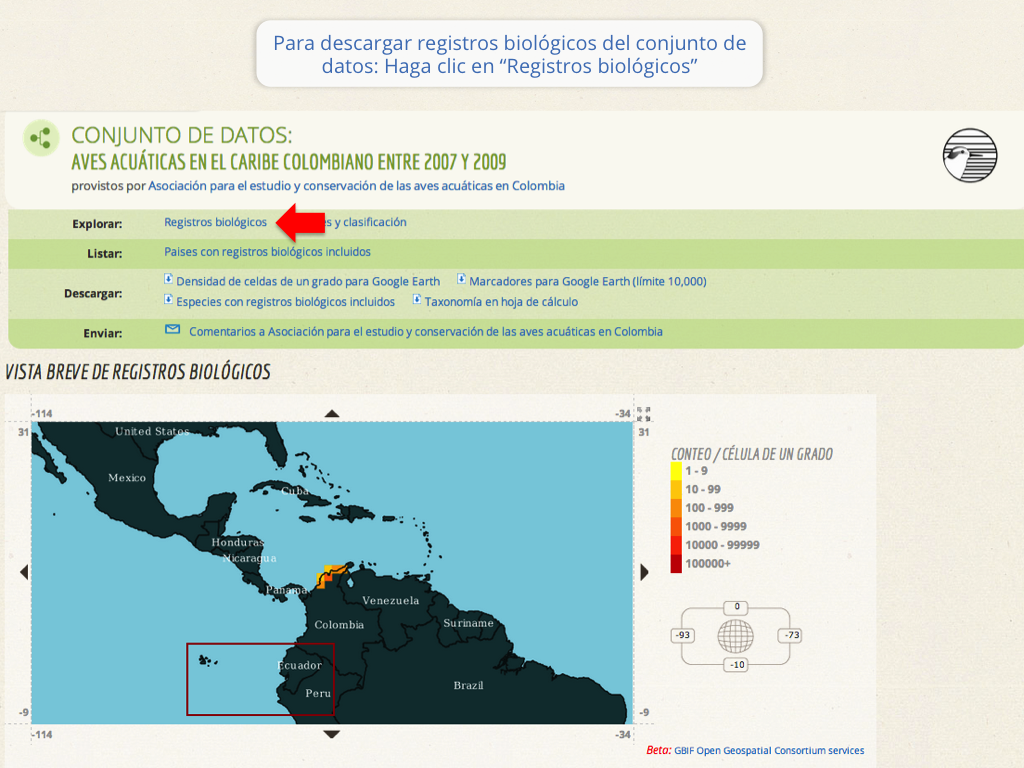 Para descargar registros biológicos del conjunto de
datos: Haga clic en “Registros biológicos”
CONJUNTO DE DATOS:
AVES ACUÁTICAS EN EL CARIBE COLOMBIANO ENTRE 2007 Y 2009
provistos por Asociación para el estudio y conservación de las aves acuáticas en Colombia
Explorar: Registros biológicos y clasificación
Listar: Paises con registros biológicos incluidos
Descargar:
Densidad de celdas de un grado para Google Earth Marcadores para Google Earth (límite 10,000)
Especies con registros biológicos incluidos Taxonomía en hoja de cálculo
Enviar: Comentarios a Asociación para el estudio y conservación de las aves acuáticas en Colombia
VISTA BREVE DE REGISTROS BIOLÓGICOS
-114 -34
31 31
United States
Mexico
Cuba
Honduras
Nicaragua
Panama
Venezuela
Colombia
Suriname
Ecuador
Peru
Brazil
-9 -9
-114 -34
CONTEO / CÉLULA DE UN GRADO
1 - 9
10 - 99
100 - 999
1000 - 9999
10000 - 99999
100000+
0
-93 -73
-10
Beta: GBIF Open Geospatial Consortium services